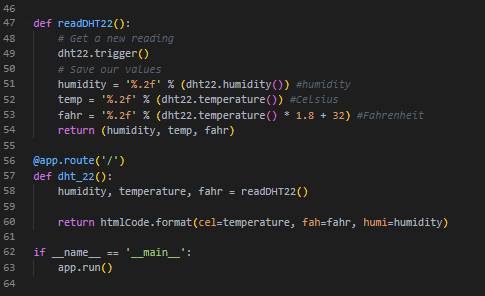 46
47 def readDHT22():
48     # Get a new reading
49     dht22.trigger()
50     # Save our values
51     humidity = '%.2f' % (dht22.humidity()) #humidity
52     temp = '%.2f' % (dht22.temperature()) #Celsius
53     fahr = '%.2f' % (dht22.temperature() * 1.8 + 32) #Fahrenheit
54     return (humidity, temp, fahr)
55
56 @app.route('/')
57 def dht_22():
58     humidity, temperature, fahr = readDHT22()
59
60     return htmlCode.format(cel=temperature, fah=fahr, humi=humidity)
61
62 if __name__ == '__main__':
63     app.run()
64